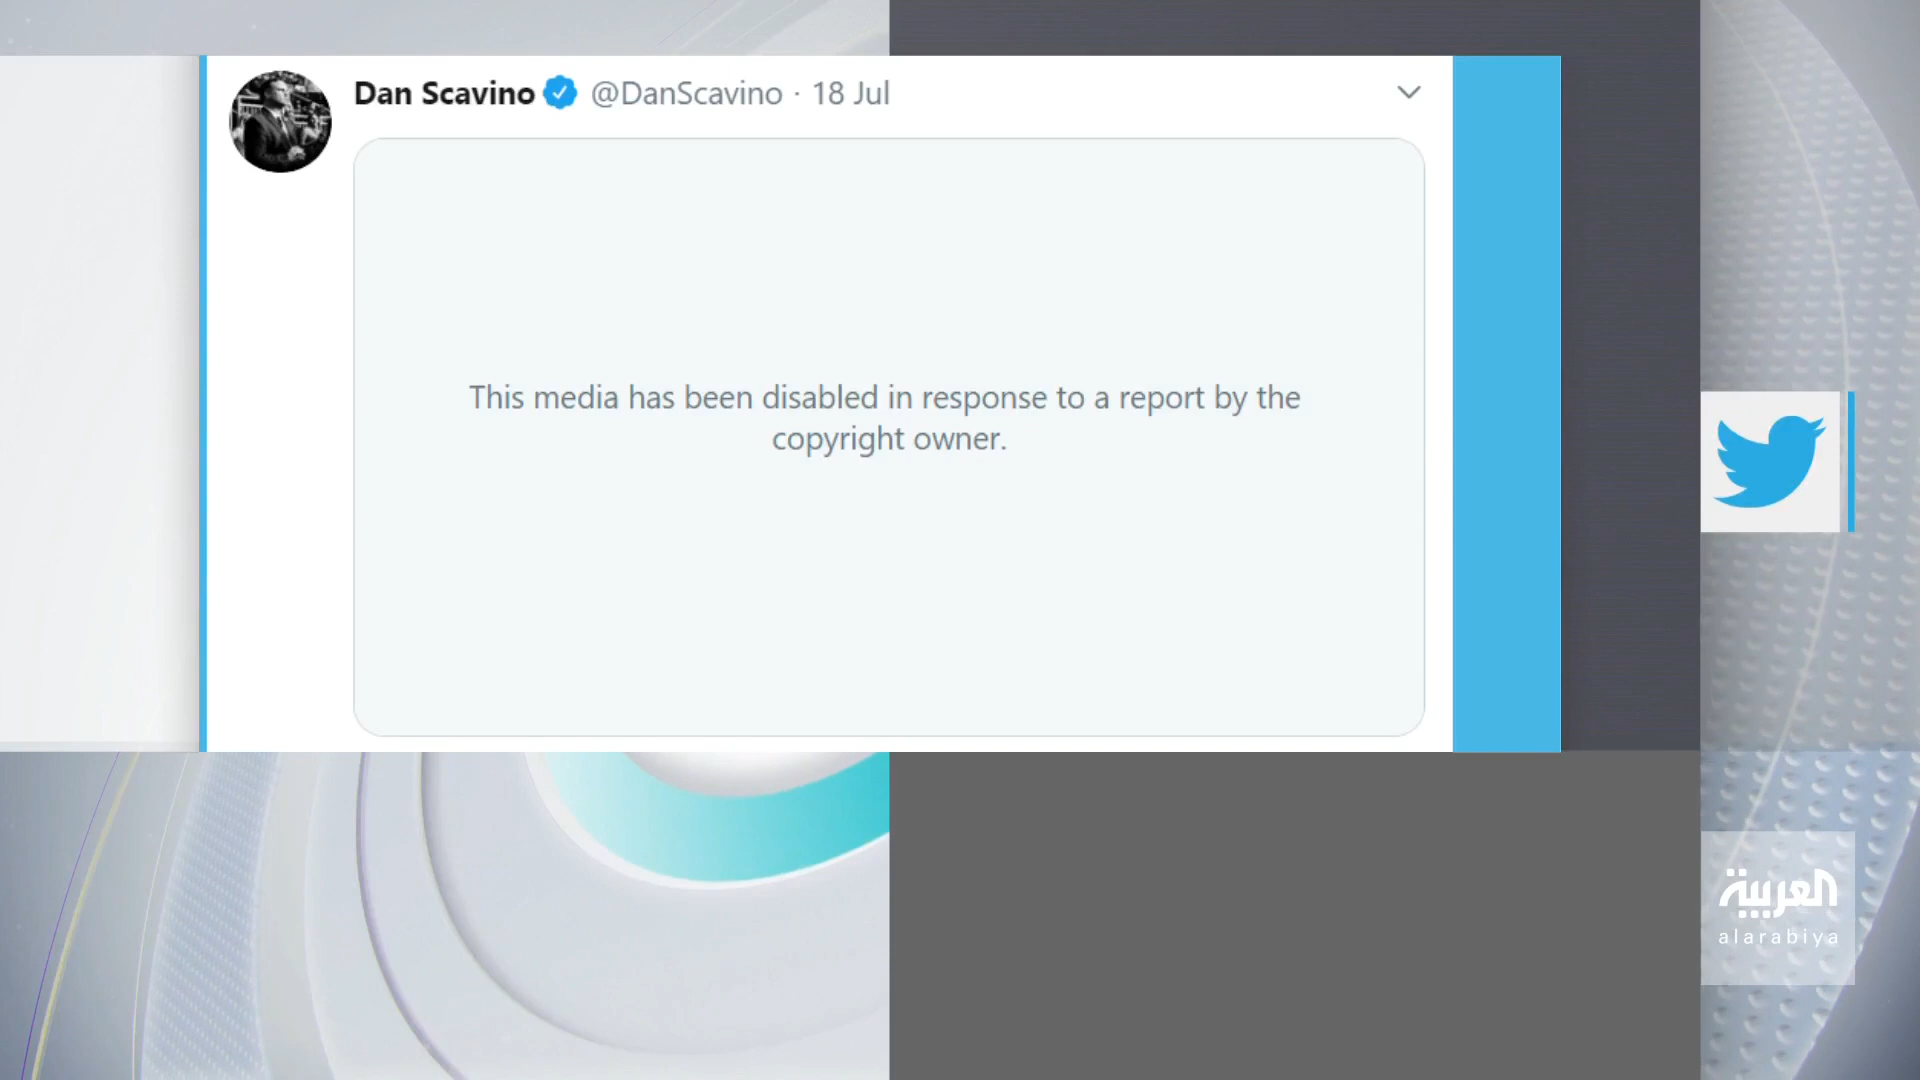 Dan Scavino @DanScavino · 18 Jul
This media has been disabled in response to a report by the
copyright owner.
العربية
alarabiya